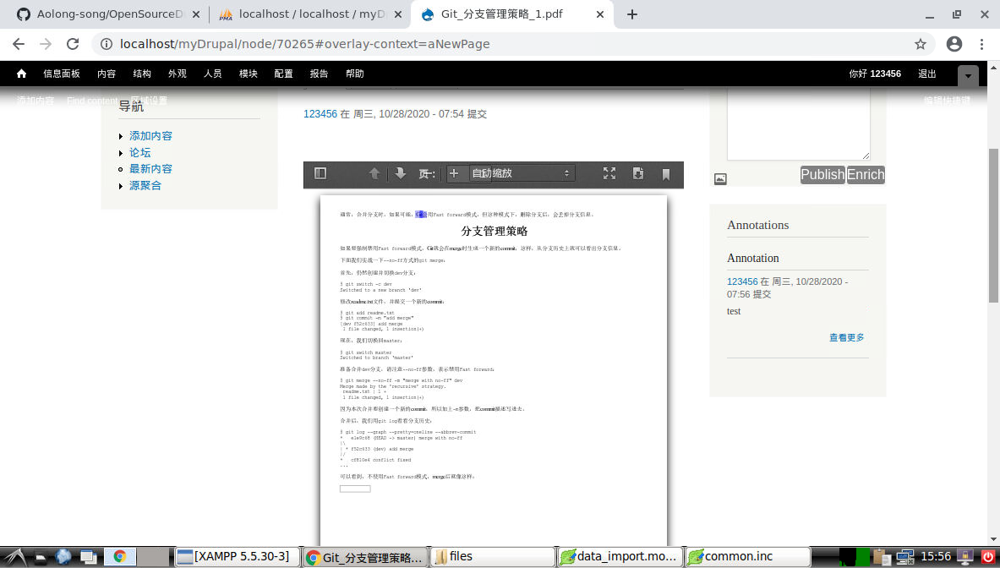 Aolong-song/OpenSourceD
localhost / localhost / myD
Git_分支管理策略_1.pdf
localhost/myDrupal/node/70265#overlay-context=aNewPage
信息面板 内容 结构 外观 人员 模块 配置 报告 帮助
你好 123456 退出
添加内容 Find content 区域设置
编辑快捷键
导航
添加内容
论坛
最新内容
源聚合
123456 在 周三, 10/28/2020 - 07:54 提交
页: 自动缩放
通常，合并分支时，如果可能，Git会用Fast forward模式，但这种模式下，删除分支后，会丢掉分支信息。
分支管理策略
如果要强制禁用Fast forward模式，Git就会在merge时生成一个新的commit，这样，从分支历史上就可以看出分支信息。
下面我们实战一下--no-ff方式的git merge：
首先，仍然创建并切换dev分支：
$ git switch -c dev
Switched to a new branch 'dev'
修改readme.txt文件，并提交一个新的commit：
$ git add readme.txt
$ git commit -m "add merge"
[dev f52c633] add merge
1 file changed, 1 insertion(+)
现在，我们切换回master：
$ git switch master
Switched to branch 'master'
准备合并dev分支，请注意--no-ff参数，表示禁用Fast forward：
$ git merge --no-ff -m "merge with no-ff" dev
Merge made by the 'recursive' strategy.
readme.txt | 1 +
1 file changed, 1 insertion(+)
因为本次合并要创建一个新的commit，所以加上-m参数，把commit描述写进去。
合并后，我们用git log看看分支历史：
$ git log --graph --pretty=oneline --abbrev-commit
* e1e9c68 (HEAD -> master) merge with no-ff
|\
| * f52c633 (dev) add merge
|/
* cf810e4 conflict fixed
...
可以看到，不使用Fast forward模式，merge后就像这样：
Publish Enrich
Annotations
Annotation
123456 在 周三, 10/28/2020 -
07:56 提交
test
查看更多
[XAMPP 5.5.30-3]
Git_分支管理策略...
files
data_import.mo...
common.inc
15:56